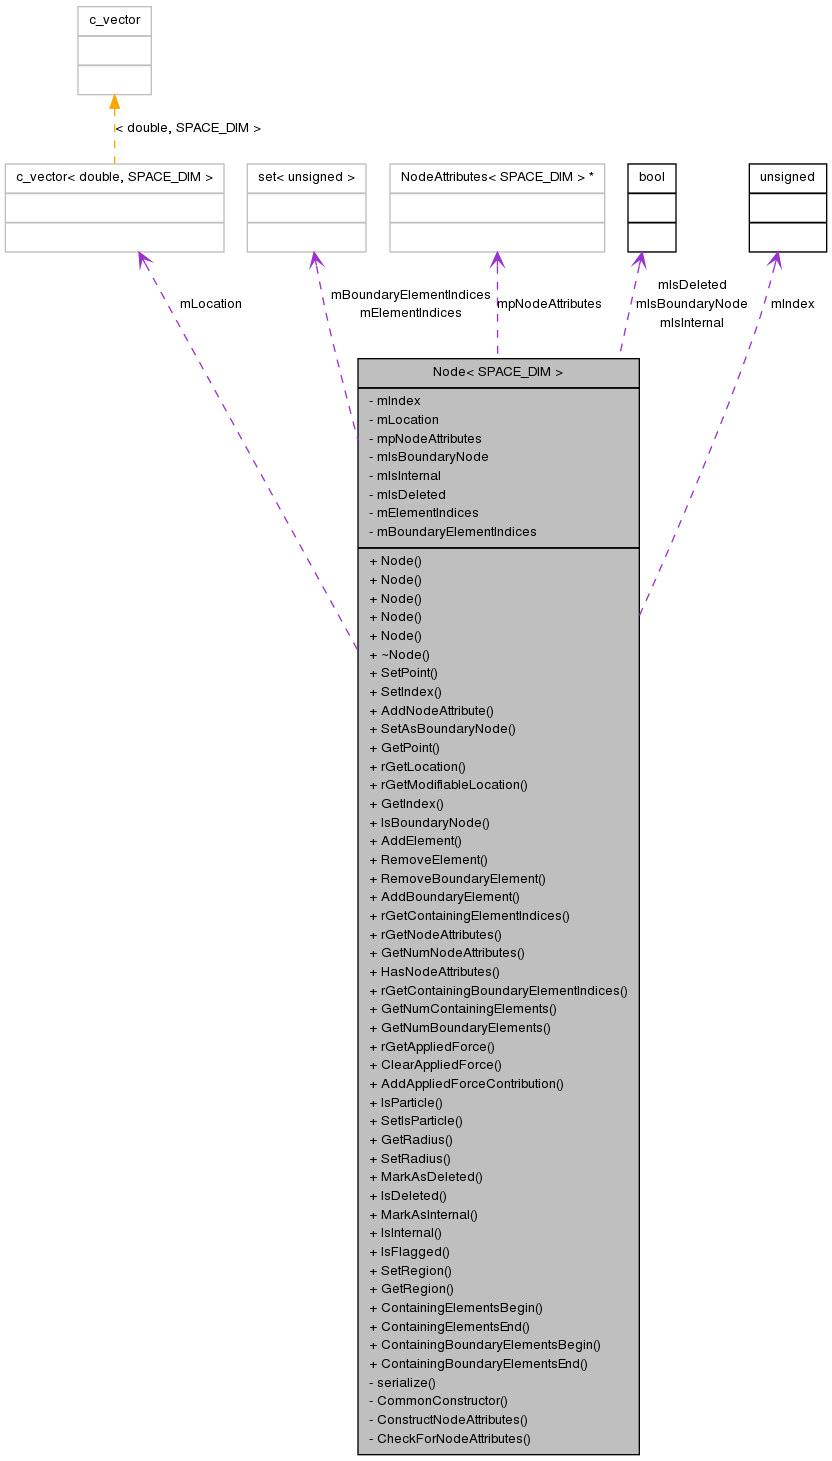 c_vector
< double, SPACE_DIM >
c_vector< double, SPACE_DIM >
set< unsigned >
NodeAttributes< SPACE_DIM > *
bool
unsigned
mLocation
mBoundaryElementIndices
mElementIndices
mpNodeAttributes
mIsDeleted
mIsBoundaryNode
mIsInternal
mIndex
Node< SPACE_DIM >
- mIndex
- mLocation
- mpNodeAttributes
- mIsBoundaryNode
- mIsInternal
- mIsDeleted
- mElementIndices
- mBoundaryElementIndices
+ Node()
+ Node()
+ Node()
+ Node()
+ Node()
+ ~Node()
+ SetPoint()
+ SetIndex()
+ AddNodeAttribute()
+ SetAsBoundaryNode()
+ GetPoint()
+ rGetLocation()
+ rGetModifiableLocation()
+ GetIndex()
+ IsBoundaryNode()
+ AddElement()
+ RemoveElement()
+ RemoveBoundaryElement()
+ AddBoundaryElement()
+ rGetContainingElementIndices()
+ rGetNodeAttributes()
+ GetNumNodeAttributes()
+ HasNodeAttributes()
+ rGetContainingBoundaryElementIndices()
+ GetNumContainingElements()
+ GetNumBoundaryElements()
+ rGetAppliedForce()
+ ClearAppliedForce()
+ AddAppliedForceContribution()
+ IsParticle()
+ SetIsParticle()
+ GetRadius()
+ SetRadius()
+ MarkAsDeleted()
+ IsDeleted()
+ MarkAsInternal()
+ IsInternal()
+ IsFlagged()
+ SetRegion()
+ GetRegion()
+ ContainingElementsBegin()
+ ContainingElementsEnd()
+ ContainingBoundaryElementsBegin()
+ ContainingBoundaryElementsEnd()
- serialize()
- CommonConstructor()
- ConstructNodeAttributes()
- CheckForNodeAttributes()